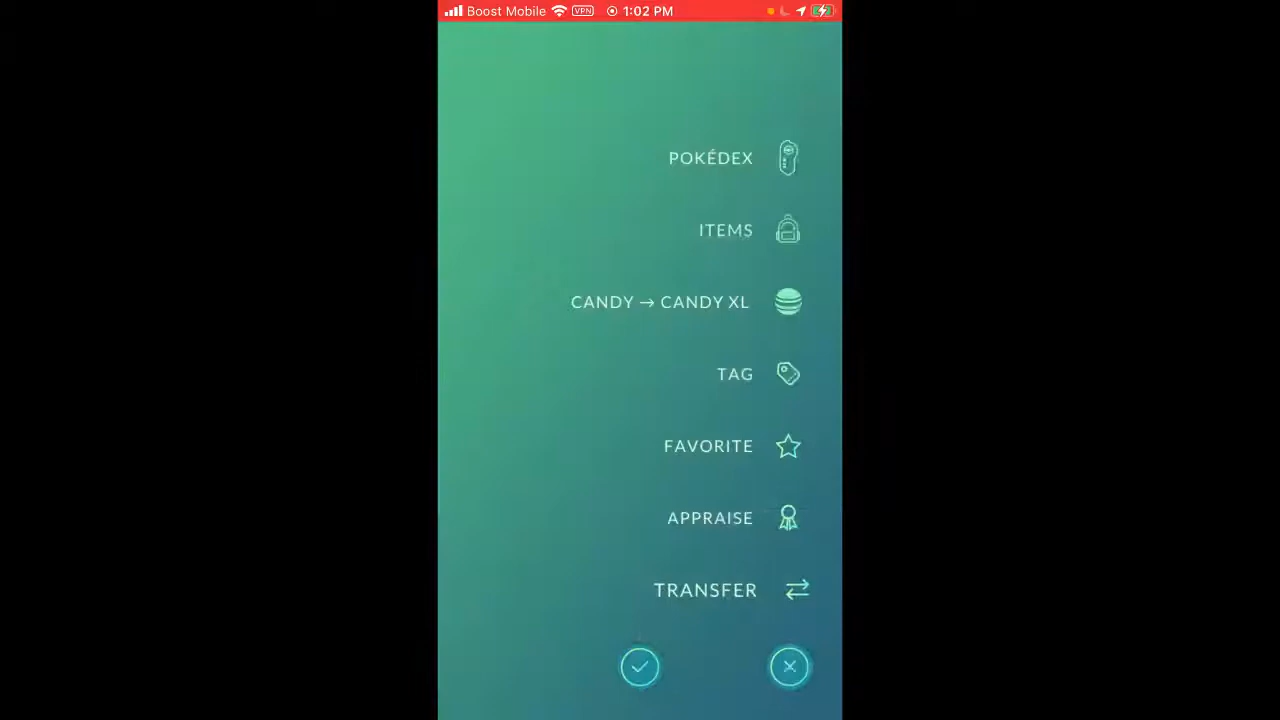 Boost Mobile VPN 1:02 PM
POKÉDEX
ITEMS
CANDY → CANDY XL
TAG
FAVORITE
APPRAISE
TRANSFER